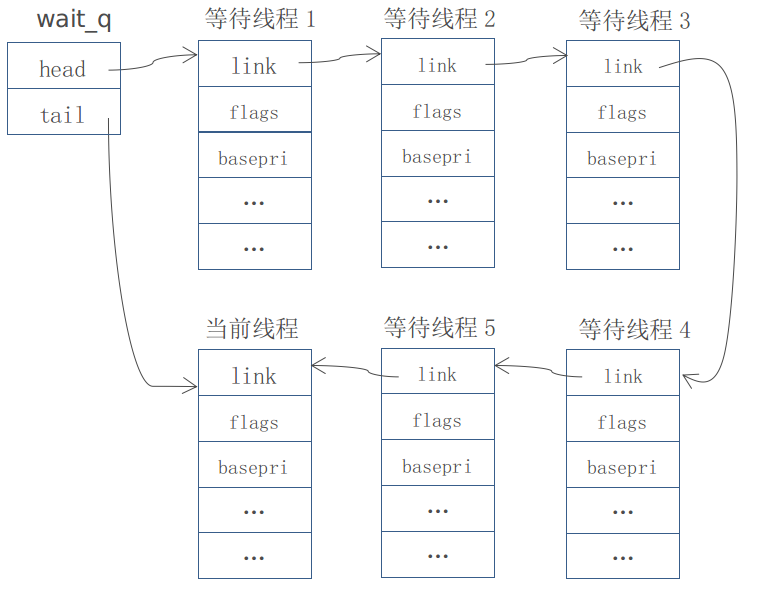 wait_q
head
tail
等待线程 1
link
flags
basepri
...
...
等待线程 2
link
flags
basepri
...
...
等待线程 3
link
flags
basepri
...
...
当前线程
link
flags
basepri
...
...
等待线程 5
link
flags
basepri
...
...
等待线程 4
link
flags
basepri
...
...